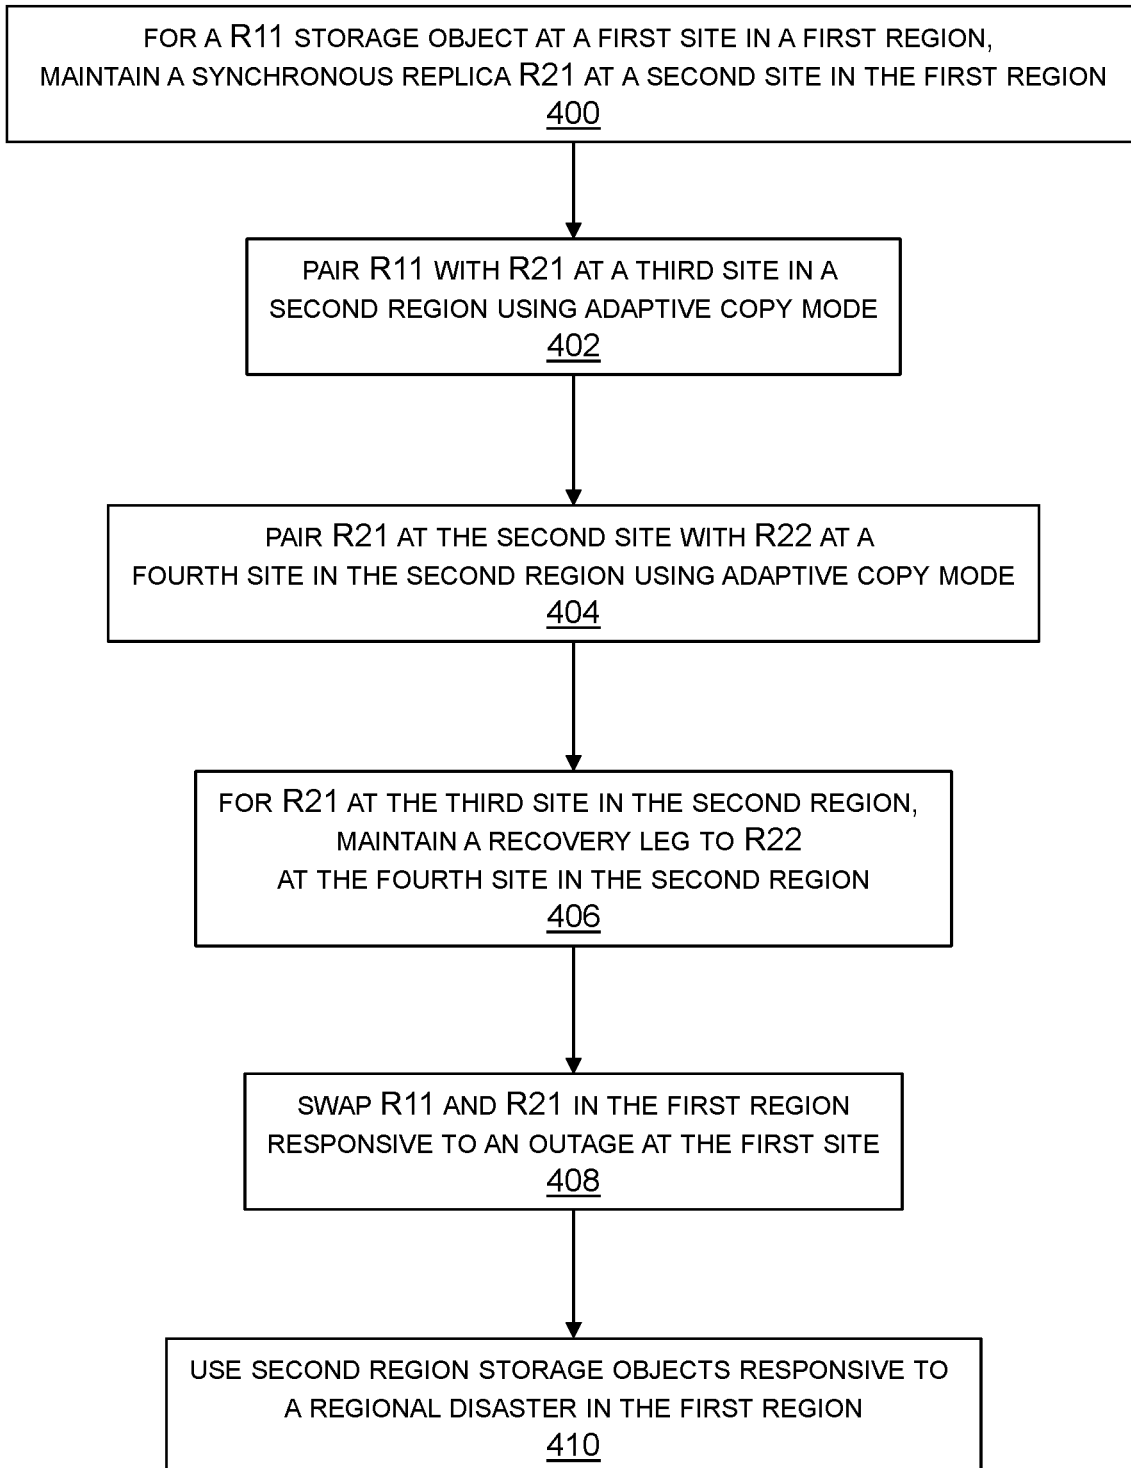 FOR A R11 STORAGE OBJECT AT A FIRST SITE IN A FIRST REGION,
MAINTAIN A SYNCHRONOUS REPLICA R21 AT A SECOND SITE IN THE FIRST REGION
400
PAIR R11 WITH R21 AT A THIRD SITE IN A
SECOND REGION USING ADAPTIVE COPY MODE
402
PAIR R21 AT THE SECOND SITE WITH R22 AT A
FOURTH SITE IN THE SECOND REGION USING ADAPTIVE COPY MODE
404
FOR R21 AT THE THIRD SITE IN THE SECOND REGION,
MAINTAIN A RECOVERY LEG TO R22
AT THE FOURTH SITE IN THE SECOND REGION
406
SWAP R11 AND R21 IN THE FIRST REGION
RESPONSIVE TO AN OUTAGE AT THE FIRST SITE
408
USE SECOND REGION STORAGE OBJECTS RESPONSIVE TO
A REGIONAL DISASTER IN THE FIRST REGION
410